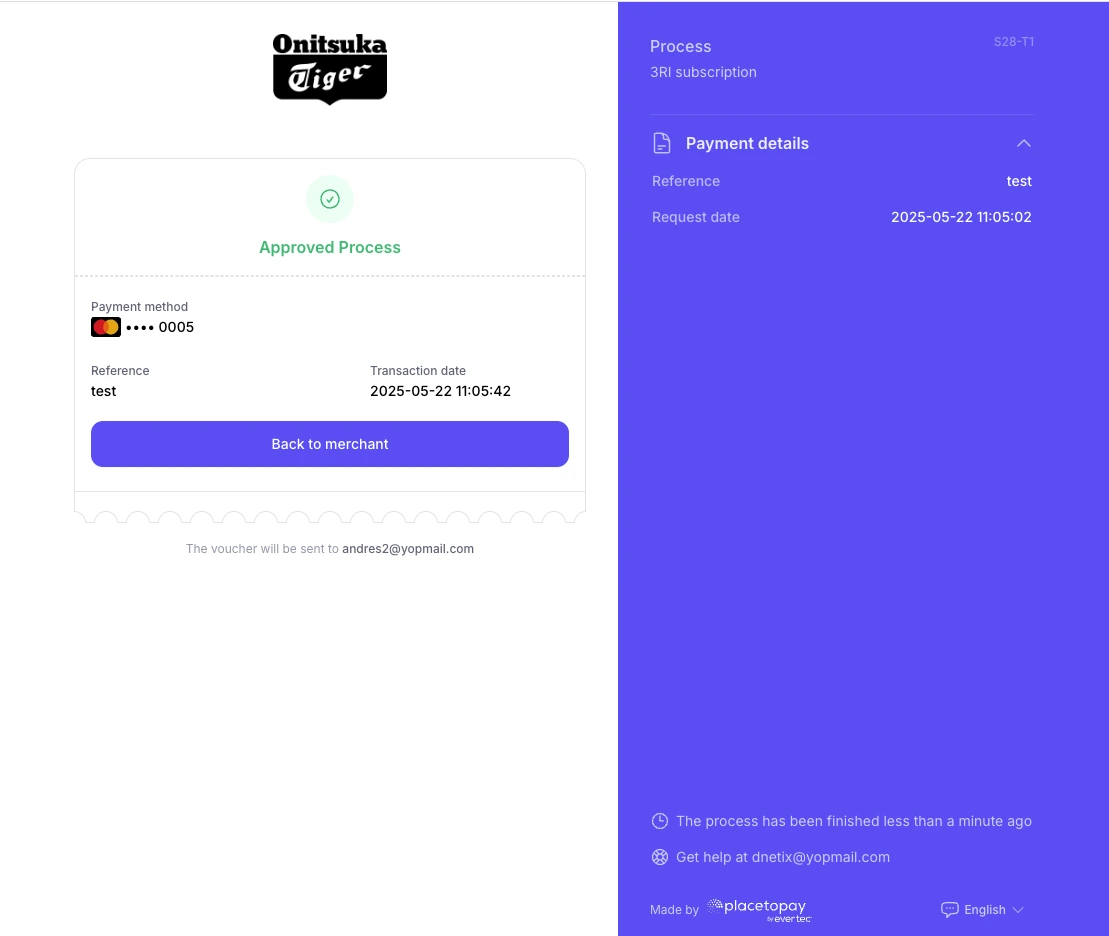 Onitsuka
Tiger
Approved Process
Payment method
•••• 0005
Reference
test
Transaction date
2025-05-22 11:05:42
Back to merchant
The voucher will be sent to andres2@yopmail.com
Process
S28-T1
3RI subscription
Payment details
Reference
test
Request date
2025-05-22 11:05:02
The process has been finished less than a minute ago
Get help at dnetix@yopmail.com
Made by
placetopay
by evertec
English